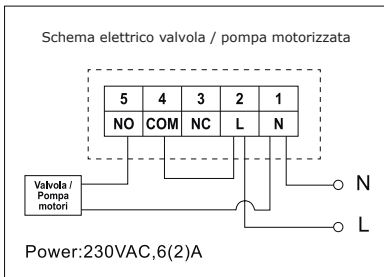 Schema elettrico valvola / pompa motorizzata
5 4 3 2 1
NO COM NC L N
Valvola /
Pompa
motori
N
L
Power:230VAC,6(2)A